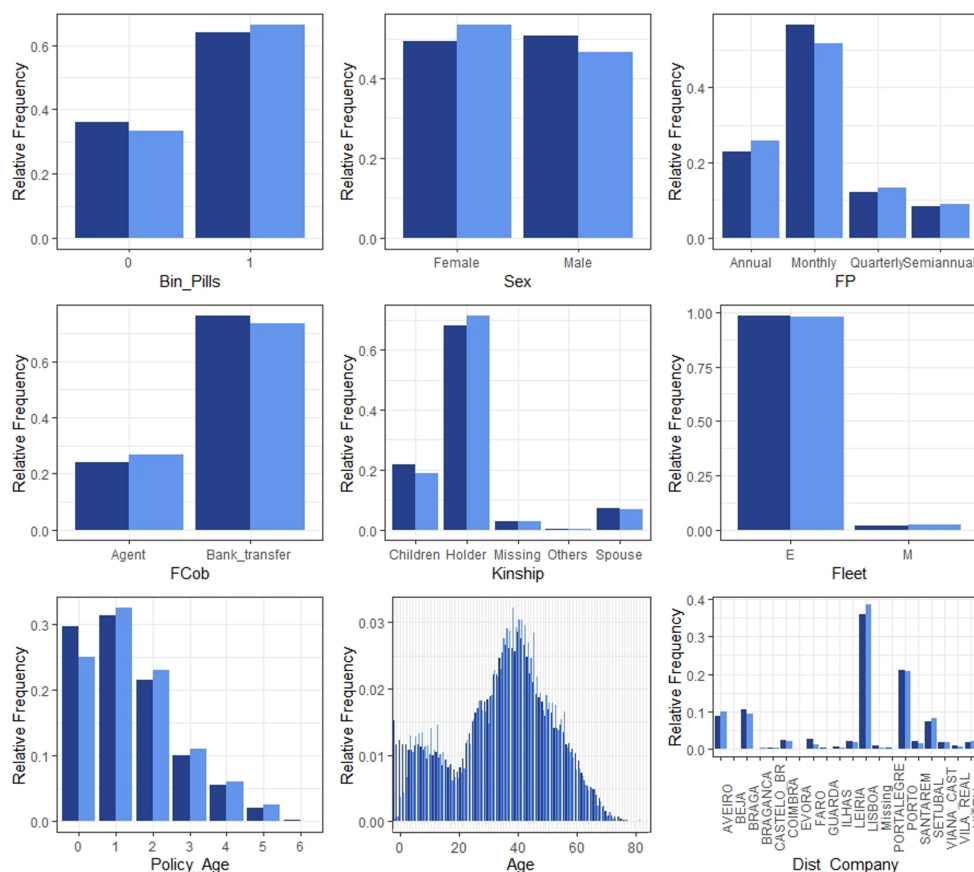 Relative Frequency
0.6
0.4
0.2
0.0
0
1
Bin_Pills
Relative Frequency
0.4
0.2
0.0
Female
Male
Sex
Relative Frequency
0.4
0.2
0.0
Annual
Monthly
Quarterly
Semiannual
FP
Relative Frequency
0.6
0.4
0.2
0.0
Agent
Bank_transfer
FCob
Relative Frequency
0.6
0.4
0.2
0.0
Children
Holder
Missing
Others
Spouse
Kinship
Relative Frequency
1.00
0.75
0.50
0.25
0.00
E
M
Fleet
Relative Frequency
0.3
0.2
0.1
0.0
0
1
2
3
4
5
6
Policy_Age
Relative Frequency
0.03
0.02
0.01
0.00
0
20
40
60
80
Age
Relative Frequency
0.4
0.3
0.2
0.1
0.0
AVEIRO
BEJA
BRAGA
BRAGANCA
CASTELO_BR
COIMBRA
EVORA
FARO
GUARDA
ILHAS
LEIRIA
LISBOA
Missing
PORTALEGRE
PORTO
SANTAREM
SETUBAL
VIANA_CAST
VILA_REAL
Dist_Company